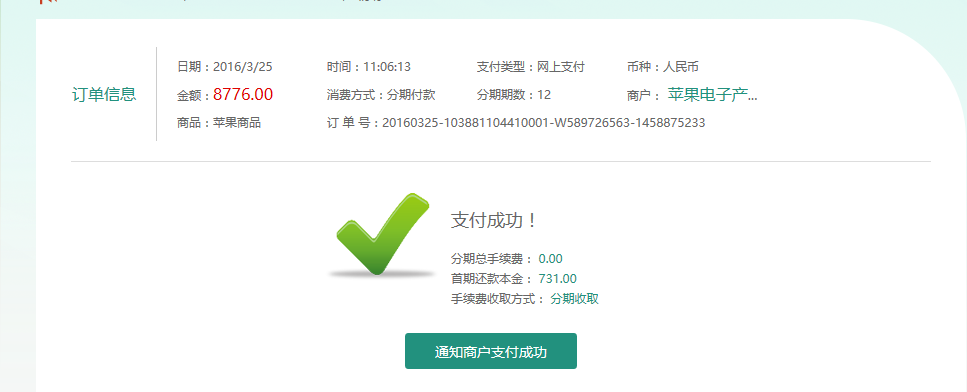 日期：2016/3/25 时间：11:06:13 支付类型：网上支付 币种：人民币
订单信息 金额：8776.00 消费方式：分期付款 分期期数：12 商户： 苹果电子产...
商品：苹果商品 订 单 号：20160325-103881104410001-W589726563-1458875233
支付成功！
分期总手续费： 0.00
首期还款本金： 731.00
手续费收取方式： 分期收取
通知商户支付成功